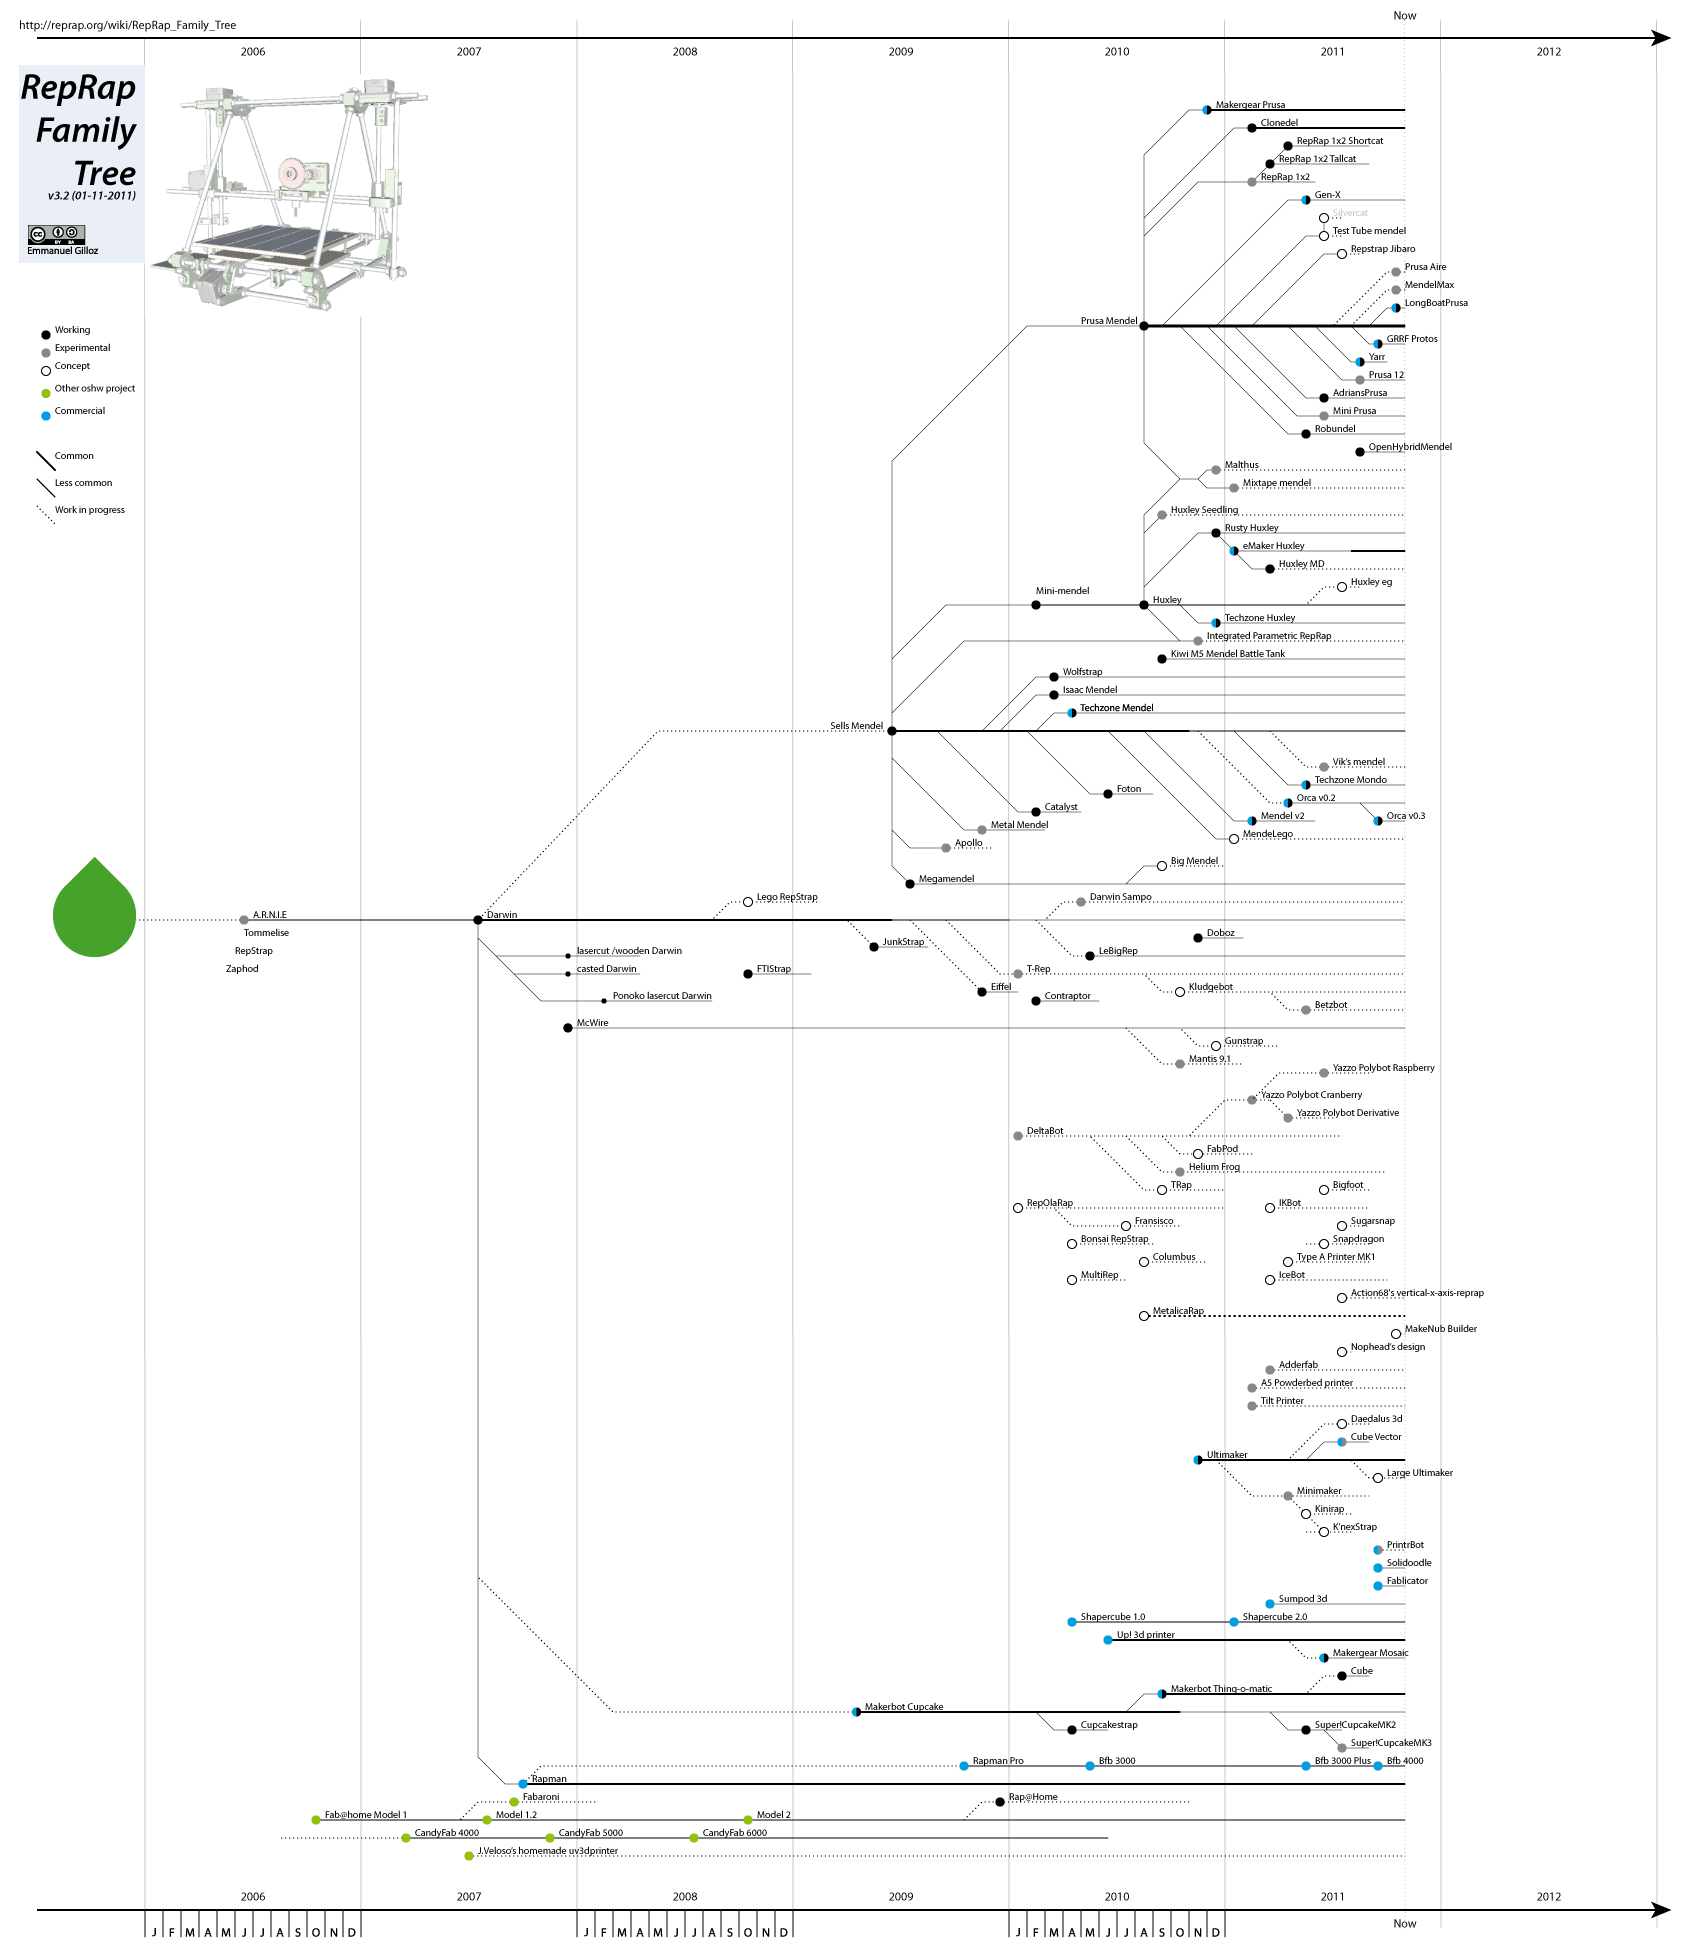 Now
http://reprap.org/wiki/RepRap_Family_Tree
2006 2007 2008 2009 2010 2011 2012
RepRap
Family
Tree
v3.2 (01-11-2011)
CC BY SA
Emmanuel Gilloz
Working
Experimental
Concept
Other oshw project
Commercial
Common
Less common
Work in progress
Makergear Prusa
Clonedel
RepRap 1x2 Shortcat
RepRap 1x2 Tallcat
RepRap 1x2
Gen-X
Silvercat
Test Tube mendel
Repstrap Jibaro
Prusa Aire
MendelMax
LongBoatPrusa
Prusa Mendel
GRRF Protos
Yarr
Prusa 12
AdriansPrusa
Mini Prusa
Robundel
OpenHybridMendel
Malthus
Mixtape mendel
Huxley Seedling
Rusty Huxley
eMaker Huxley
Huxley MD
Huxley eg
Mini-mendel
Huxley
Techzone Huxley
Integrated Parametric RepRap
Kiwi M5 Mendel Battle Tank
Wolfstrap
Isaac Mendel
Techzone Mendel
Sells Mendel
Vik's mendel
Techzone Mondo
Foton
Orca v0.2
Catalyst
Mendel v2
Orca v0.3
Metal Mendel
MendeLego
Apollo
Big Mendel
Megamendel
Lego RepStrap
Darwin Sampo
A.R.N.I.E
Darwin
Tommelise
Doboz
JunkStrap
RepStrap
lasercut /wooden Darwin
LeBigRep
Zaphod
casted Darwin
FTIStrap
T-Rep
Eiffel
Kludgebot
Ponoko lasercut Darwin
Contraptor
Betzbot
McWire
Gunstrap
Mantis 9.1
Yazzo Polybot Raspberry
Yazzo Polybot Cranberry
Yazzo Polybot Derivative
DeltaBot
FabPod
Helium Frog
TRap
Bigfoot
RepOlaRap
IKBot
Fransisco
Sugarsnap
Bonsai RepStrap
Snapdragon
Columbus
Type A Printer MK1
MultiRep
IceBot
Action68's vertical-x-axis-reprap
MetalicaRap
MakeNub Builder
Nophead's design
Adderfab
A5 Powderbed printer
Tilt Printer
Daedalus 3d
Cube Vector
Ultimaker
Large Ultimaker
Minimaker
Kinirap
K'nexStrap
PrintrBot
Solidoodle
Fablicator
Sumpod 3d
Shapercube 1.0
Shapercube 2.0
Up! 3d printer
Makergear Mosaic
Cube
Makerbot Thing-o-matic
Makerbot Cupcake
Cupcakestrap
Super!CupcakeMK2
Super!CupcakeMK3
Rapman Pro
Bfb 3000
Bfb 3000 Plus
Bfb 4000
Rapman
Fabaroni
Rap@Home
Fab@home Model 1
Model 1.2
Model 2
CandyFab 4000
CandyFab 5000
CandyFab 6000
J.Veloso's homemade uv3dprinter
2006 2007 2008 2009 2010 2011 2012
Now
J F M A M J J A S O N D J F M A M J J A S O N D J F M A M J J A S O N D